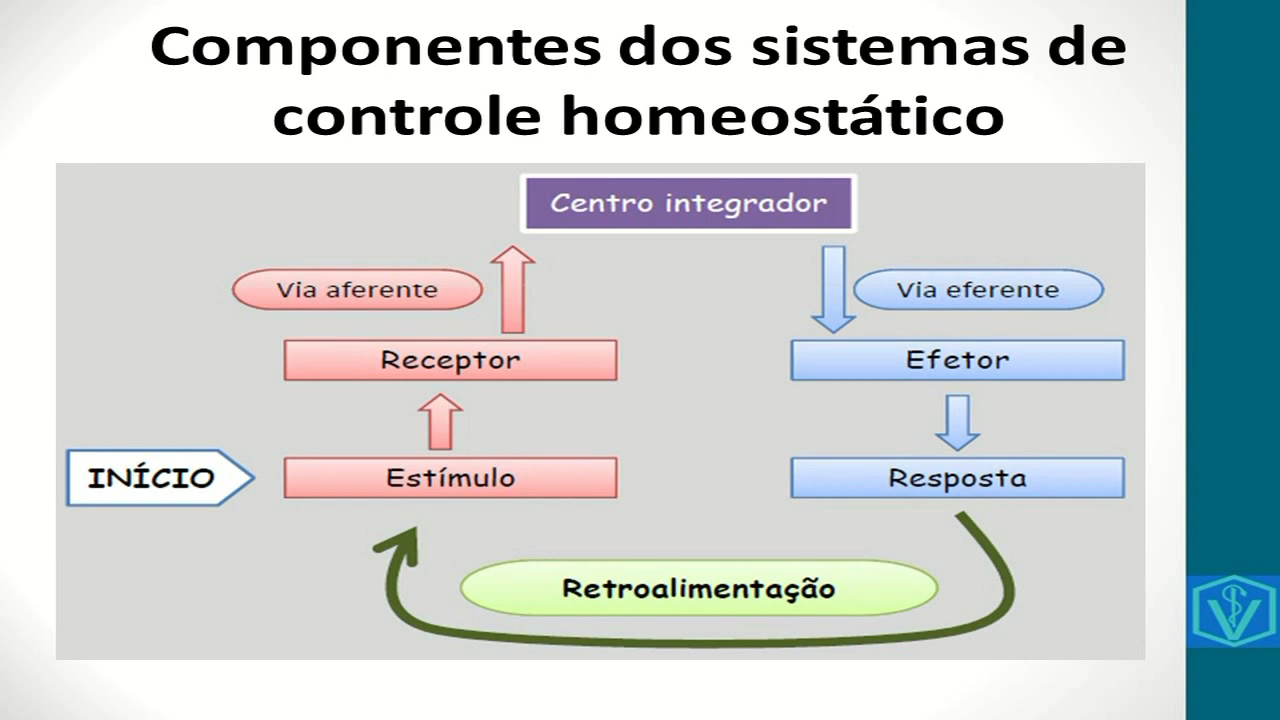 Componentes dos sistemas de
controle homeostático
Centro integrador
Via aferente
Via eferente
Receptor
Efetor
INÍCIO
Estímulo
Resposta
Retroalimentação